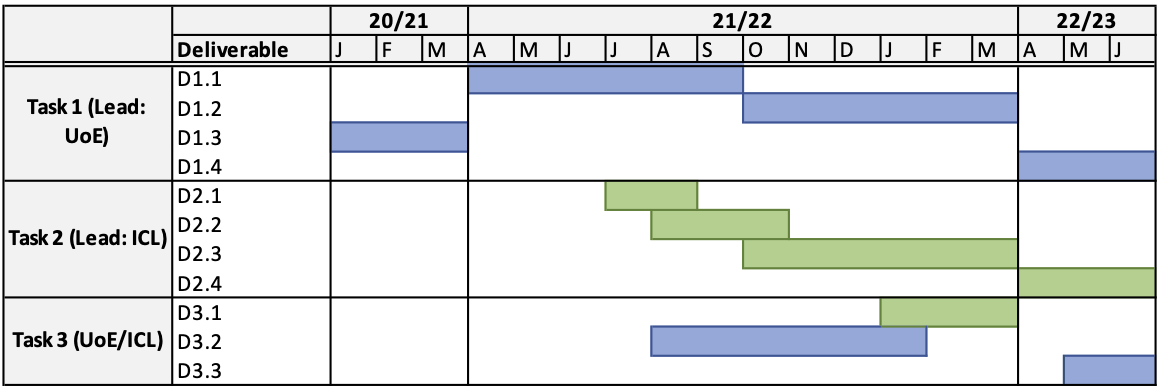 20/21 21/22 22/23
Deliverable J F M A M J J A S O N D J F M A M J
Task 1 (Lead:
UoE)
D1.1
D1.2
D1.3
D1.4
Task 2 (Lead: ICL)
D2.1
D2.2
D2.3
D2.4
Task 3 (UoE/ICL)
D3.1
D3.2
D3.3